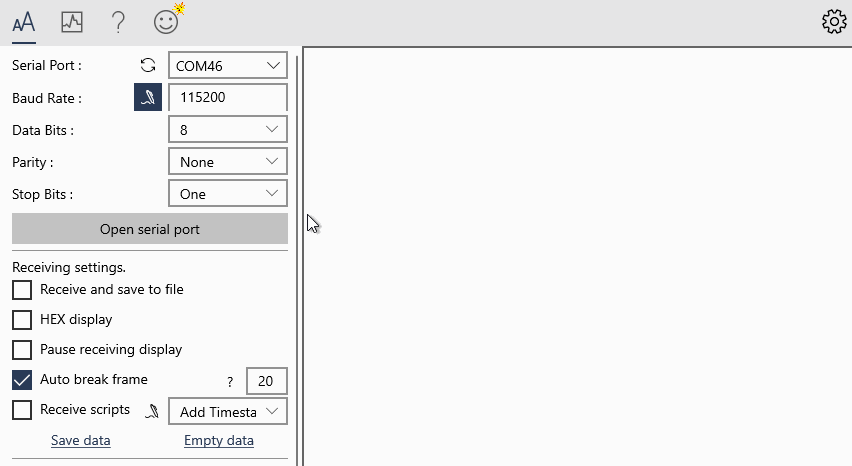 AA
?
Serial Port :
COM46
Baud Rate :
115200
Data Bits :
8
Parity :
None
Stop Bits :
One
Open serial port
Receiving settings.
Receive and save to file
HEX display
Pause receiving display
Auto break frame ? 20
Receive scripts Add Timesta
Save data Empty data